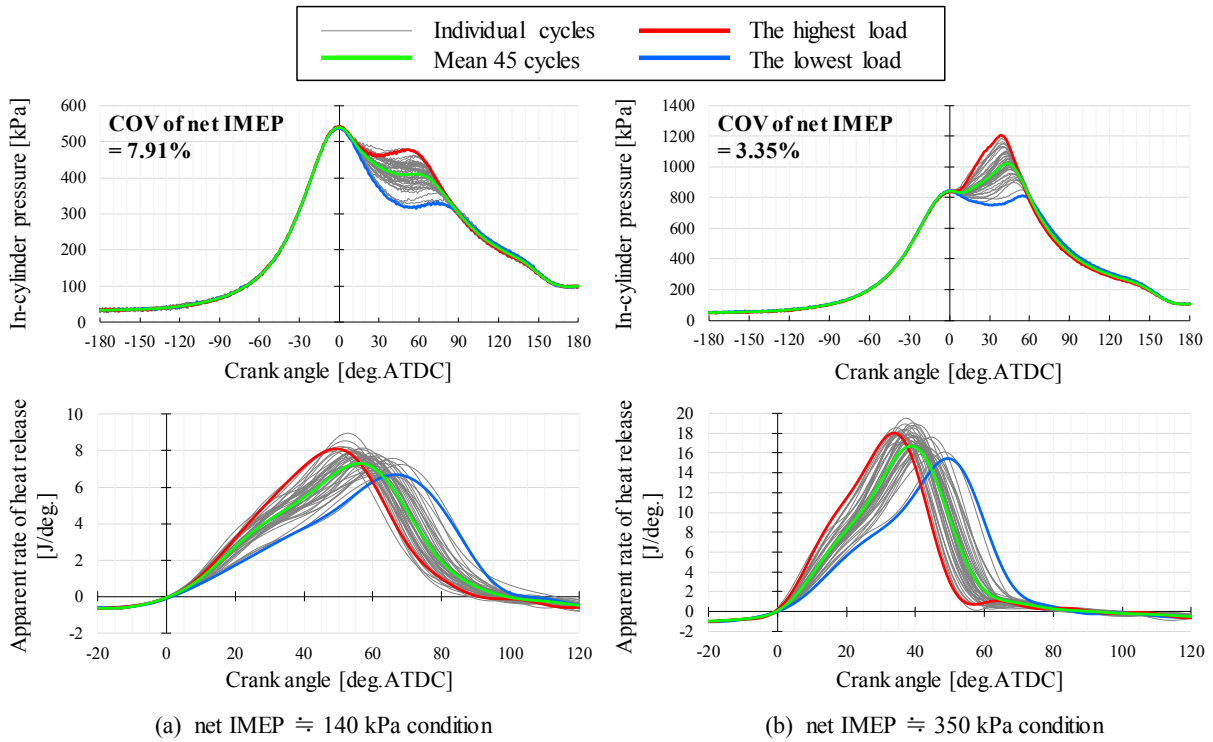 Individual cycles
The highest load
Mean 45 cycles
The lowest load
In-cylinder pressure [kPa]
600
500
400
300
200
100
0
COV of net IMEP
= 7.91%
-180 -150 -120 -90 -60 -30 0 30 60 90 120 150 180
Crank angle [deg.ATDC]
In-cylinder pressure [kPa]
1400
1200
1000
800
600
400
200
0
COV of net IMEP
= 3.35%
-180 -150 -120 -90 -60 -30 0 30 60 90 120 150 180
Crank angle [deg.ATDC]
Apparent rate of heat release
[J/deg.]
10
8
6
4
2
0
-2
-20 0 20 40 60 80 100 120
Crank angle [deg.ATDC]
(a) net IMEP ≒ 140 kPa condition
Apparent rate of heat release
[J/deg.]
20
18
16
14
12
10
8
6
4
2
0
-2
-20 0 20 40 60 80 100 120
Crank angle [deg.ATDC]
(b) net IMEP ≒ 350 kPa condition